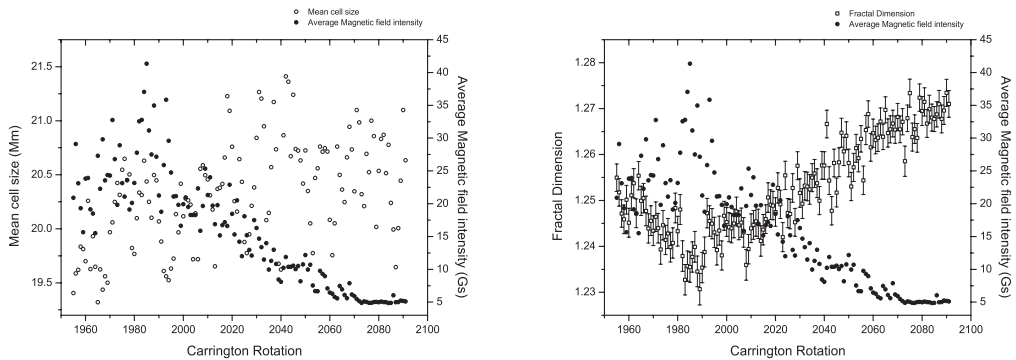 Mean cell size
Average Magnetic field intensity
45
40
35
30
25
20
15
10
5
21.5
21.0
20.5
20.0
19.5
Mean cell size (Mm)
Average Magnetic field intensity (Gs)
1960 1980 2000 2020 2040 2060 2080 2100
Carrington Rotation
Fractal Dimension
Average Magnetic field intensity
45
40
35
30
25
20
15
10
5
1.28
1.27
1.26
1.25
1.24
1.23
Fractal Dimension
Average Magnetic field intensity (Gs)
1960 1980 2000 2020 2040 2060 2080 2100
Carrington Rotation